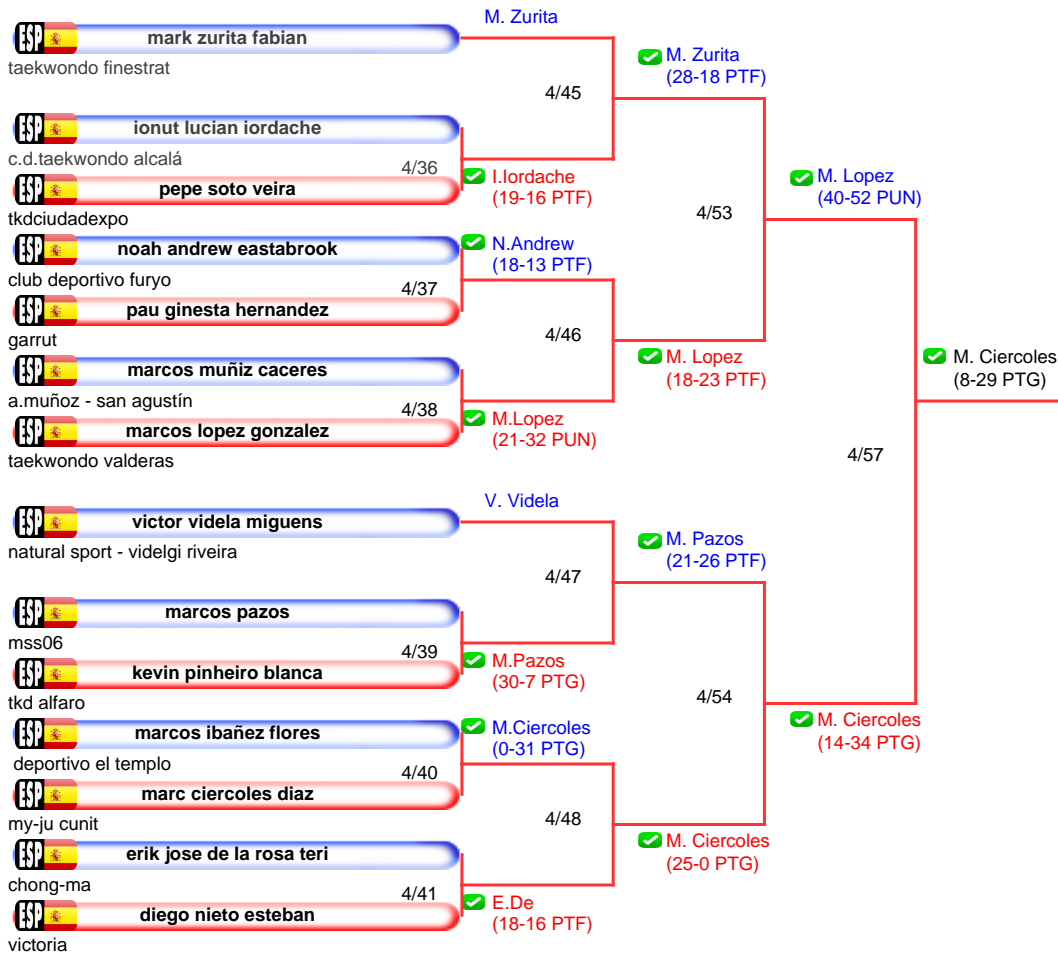 M. Zurita
ESP mark zurita fabian
taekwondo finestrat
M. Zurita
(28-18 PTF)
4/45
ESP ionut lucian iordache
c.d.taekwondo alcalá
4/36
ESP pepe soto veira
tkdciudadexpo
I.Iordache
(19-16 PTF)
M. Lopez
(40-52 PUN)
4/53
ESP noah andrew eastabrook
club deportivo furyo
N.Andrew
(18-13 PTF)
4/37
ESP pau ginesta hernandez
garrut
4/46
M. Lopez
(18-23 PTF)
ESP marcos muñiz caceres
a.muñoz - san agustín
4/38
ESP marcos lopez gonzalez
taekwondo valderas
M.Lopez
(21-32 PUN)
M. Ciercoles
(8-29 PTG)
4/57
V. Videla
ESP victor videla miguens
natural sport - videlgi riveira
M. Pazos
(21-26 PTF)
4/47
ESP marcos pazos
mss06
4/39
ESP kevin pinheiro blanca
tkd alfaro
M.Pazos
(30-7 PTG)
4/54
M. Ciercoles
(14-34 PTG)
ESP marcos ibañez flores
deportivo el templo
M.Ciercoles
(0-31 PTG)
4/40
ESP marc ciercoles diaz
my-ju cunit
4/48
M. Ciercoles
(25-0 PTG)
ESP erik jose de la rosa teri
chong-ma
4/41
ESP diego nieto esteban
victoria
E.De
(18-16 PTF)